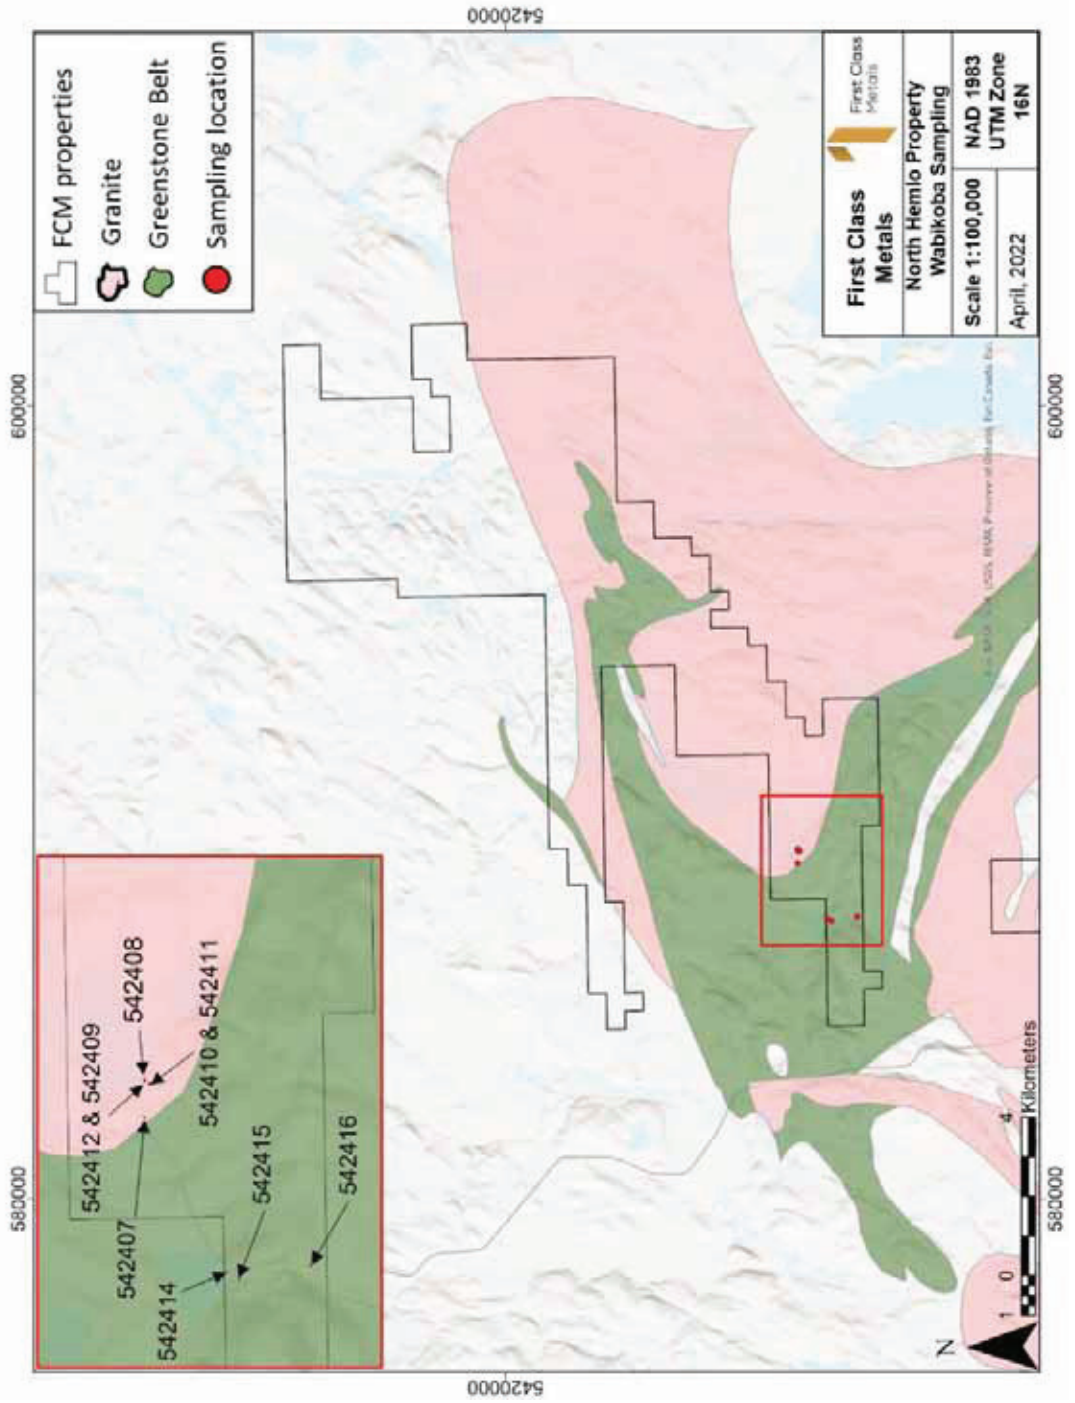 5420000
FCM properties
Granite
Greenstone Belt
Sampling location
542412 & 542409
542408
542407
542410 & 542411
542414
542415
542416
580000
600000
580000
600000
5420000
N
1 0 4
Kilometers
First Class
Metals
First Class
Metals
North Hemlo Property
Wabikoba Sampling
Scale 1:100,000
NAD 1983
UTM Zone
16N
April, 2022